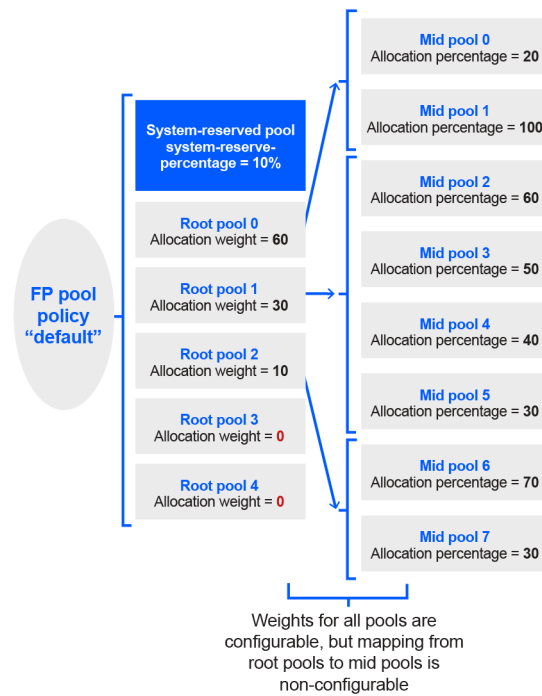 FP pool
policy
“default”
System-reserved pool
system-reserve-
percentage = 10%
Root pool 0
Allocation weight = 60
Root pool 1
Allocation weight = 30
Root pool 2
Allocation weight = 10
Root pool 3
Allocation weight = 0
Root pool 4
Allocation weight = 0
Mid pool 0
Allocation percentage = 20
Mid pool 1
Allocation percentage = 100
Mid pool 2
Allocation percentage = 60
Mid pool 3
Allocation percentage = 50
Mid pool 4
Allocation percentage = 40
Mid pool 5
Allocation percentage = 30
Mid pool 6
Allocation percentage = 70
Mid pool 7
Allocation percentage = 30
Weights for all pools are
configurable, but mapping from
root pools to mid pools is
non-configurable